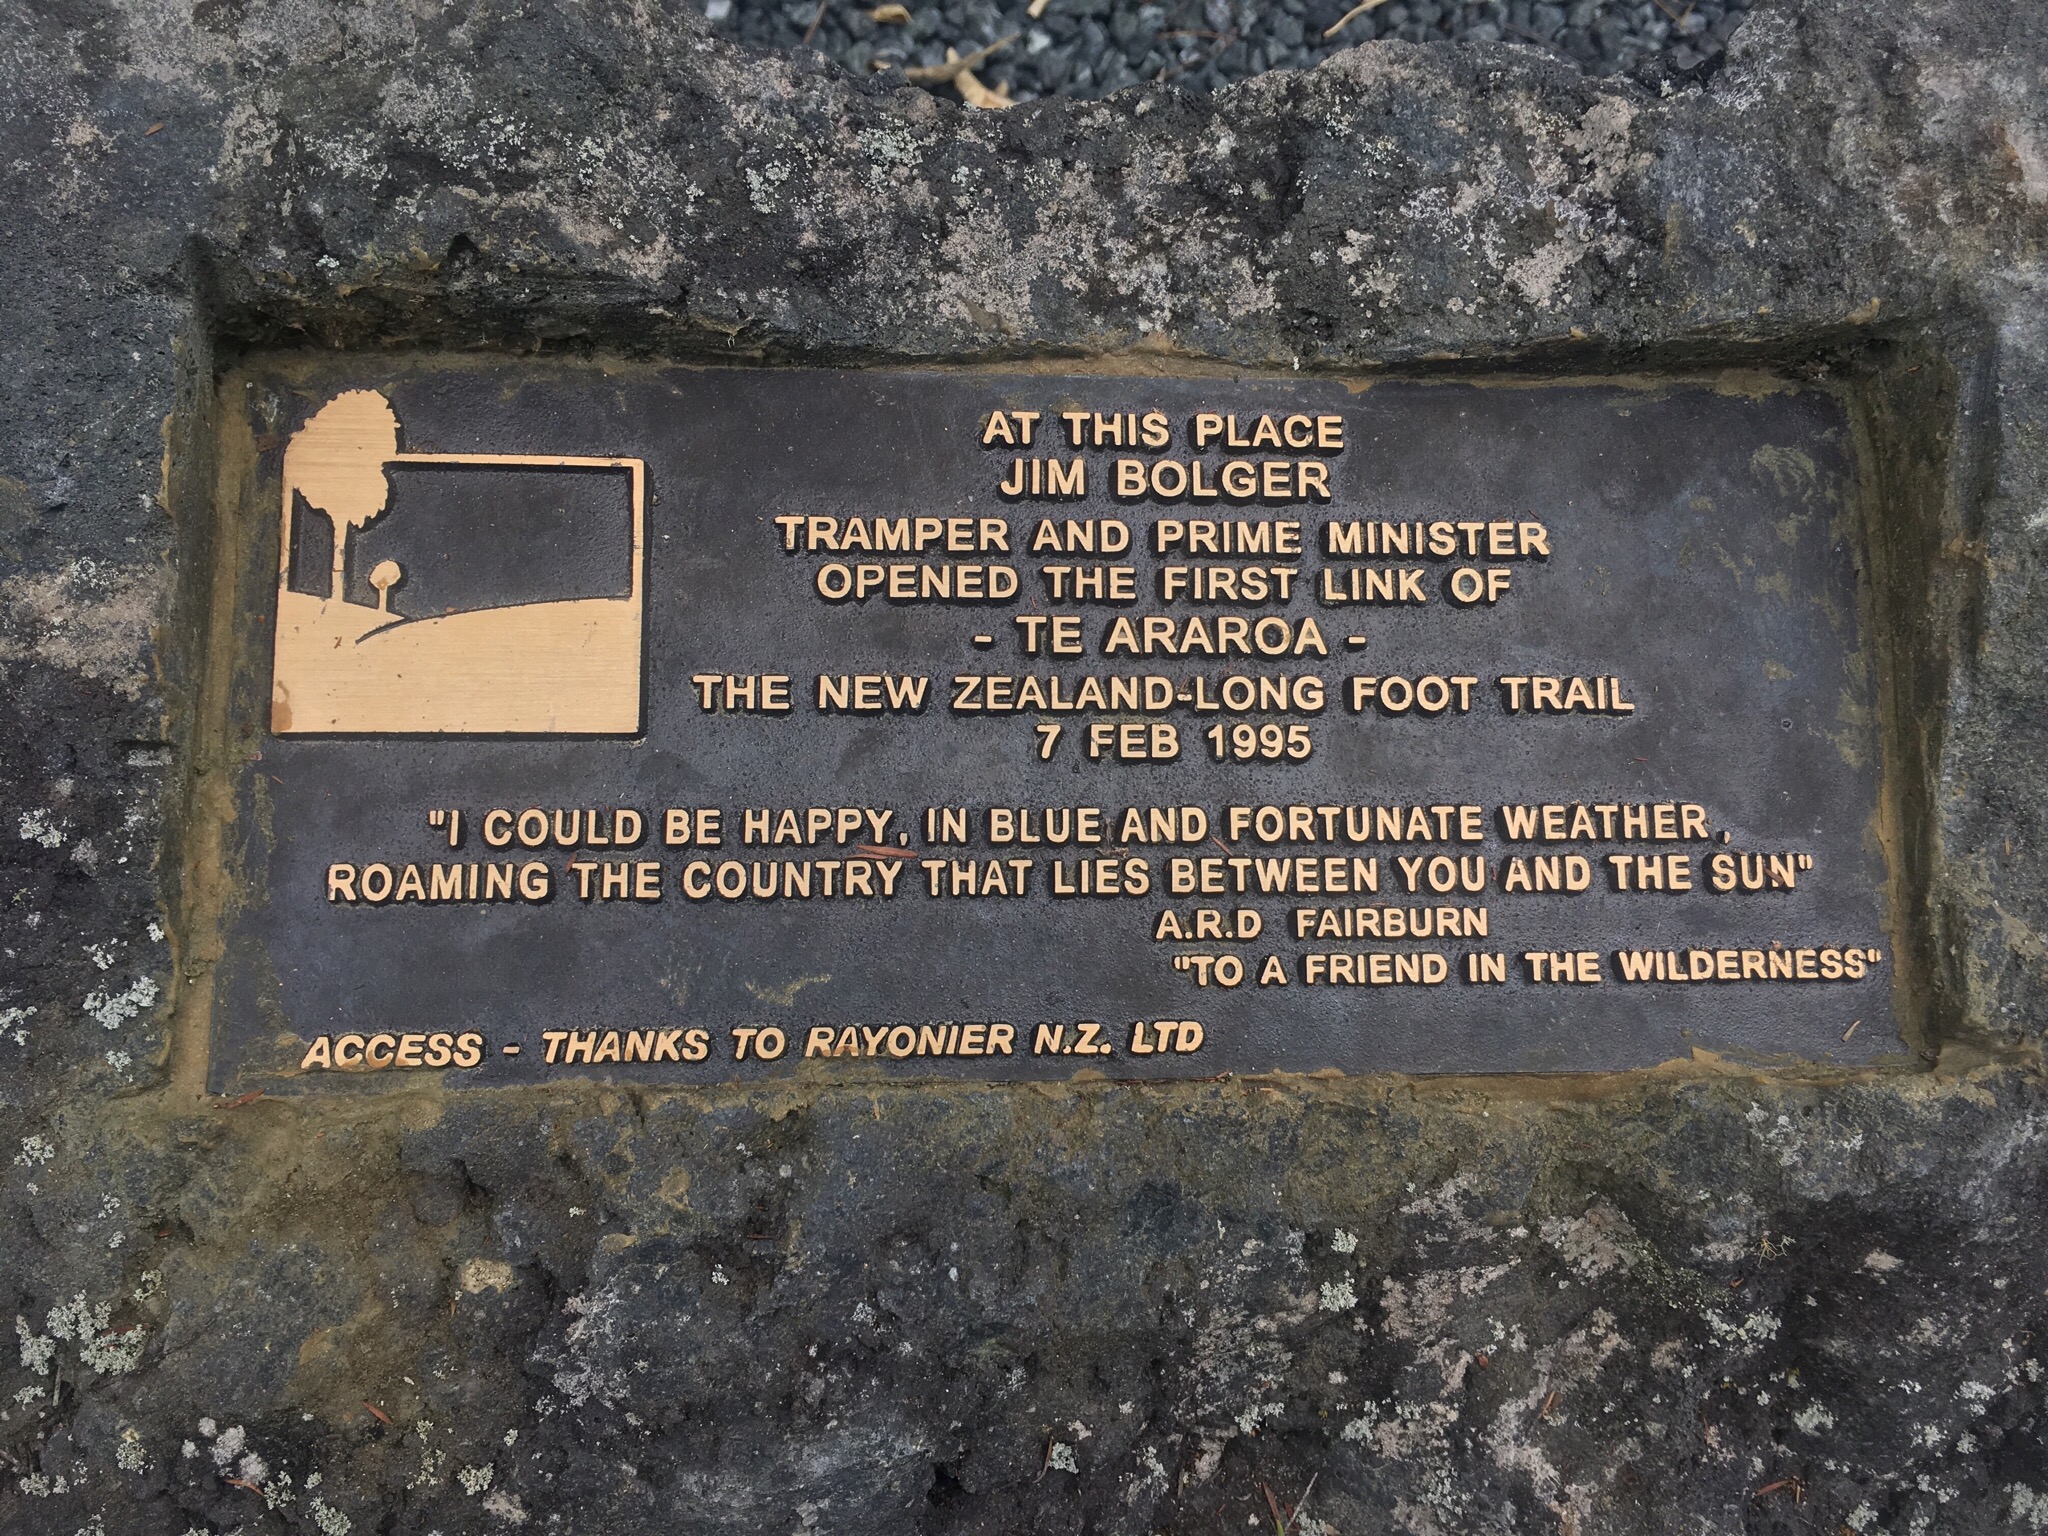 AT THIS PLACE
JIM BOLGER
TRAMPER AND PRIME MINISTER
OPENED THE FIRST LINK OF
- TE ARAROA -
THE NEW ZEALAND-LONG FOOT TRAIL
7 FEB 1995
"I COULD BE HAPPY, IN BLUE AND FORTUNATE WEATHER,
ROAMING THE COUNTRY THAT LIES BETWEEN YOU AND THE SUN"
A.R.D FAIRBURN
"TO A FRIEND IN THE WILDERNESS"
ACCESS - THANKS TO RAYONIER N.Z. LTD